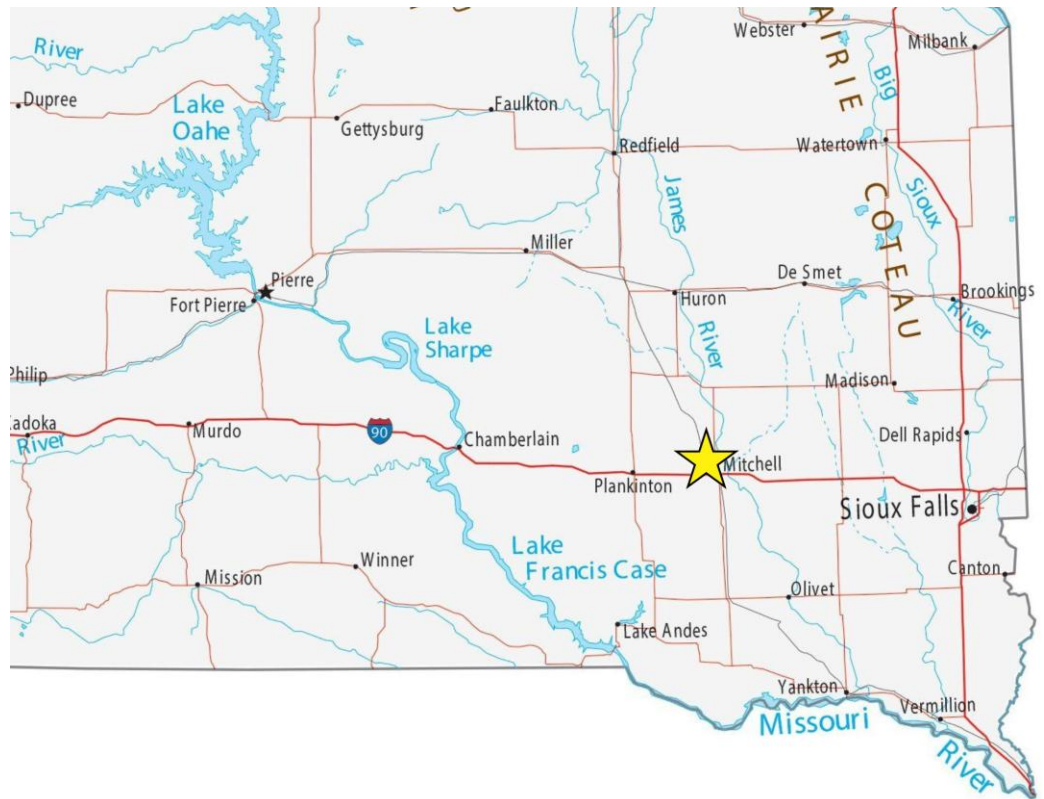 River
Dupree
Lake
Oahe
Gettysburg
Faulkton
Redfield
Webster
Milbank
AIRIE
COTEAU
Big
Sioux
River
Watertown
James
River
Miller
De Smet
Huron
Brookings
Pierre
Fort Pierre
Lake
Sharpe
Philip
Madison
adoka
River
Murdo
90
Chamberlain
Mitchell
Plankinton
Dell Rapids
Sioux Falls
Lake
Francis Case
Winner
Mission
Olivet
Canton
Lake Andes
Yankton
Vermillion
Missouri
River